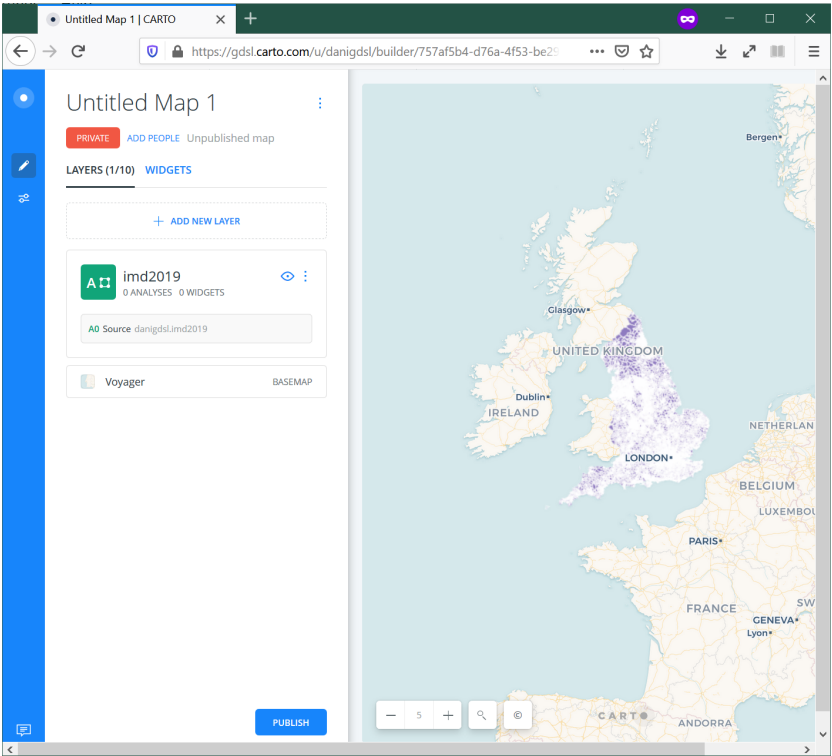 Untitled Map 1 | CARTO
https://gdsl.carto.com/u/danigdsl/builder/757af5b4-d76a-4f53-be29
Untitled Map 1
PRIVATE ADD PEOPLE Unpublished map
LAYERS (1/10) WIDGETS
ADD NEW LAYER
A imd2019
0 ANALYSES 0 WIDGETS
A0 Source danigdsl.imd2019
Voyager BASEMAP
PUBLISH
Bergen
Glasgow
UNITED KINGDOM
Dublin
IRELAND
NETHERLAN
LONDON
BELGIUM
LUXEMBOU
PARIS
FRANCE
SW
GENEVA
Lyon
5
©
CARTO
ANDORRA